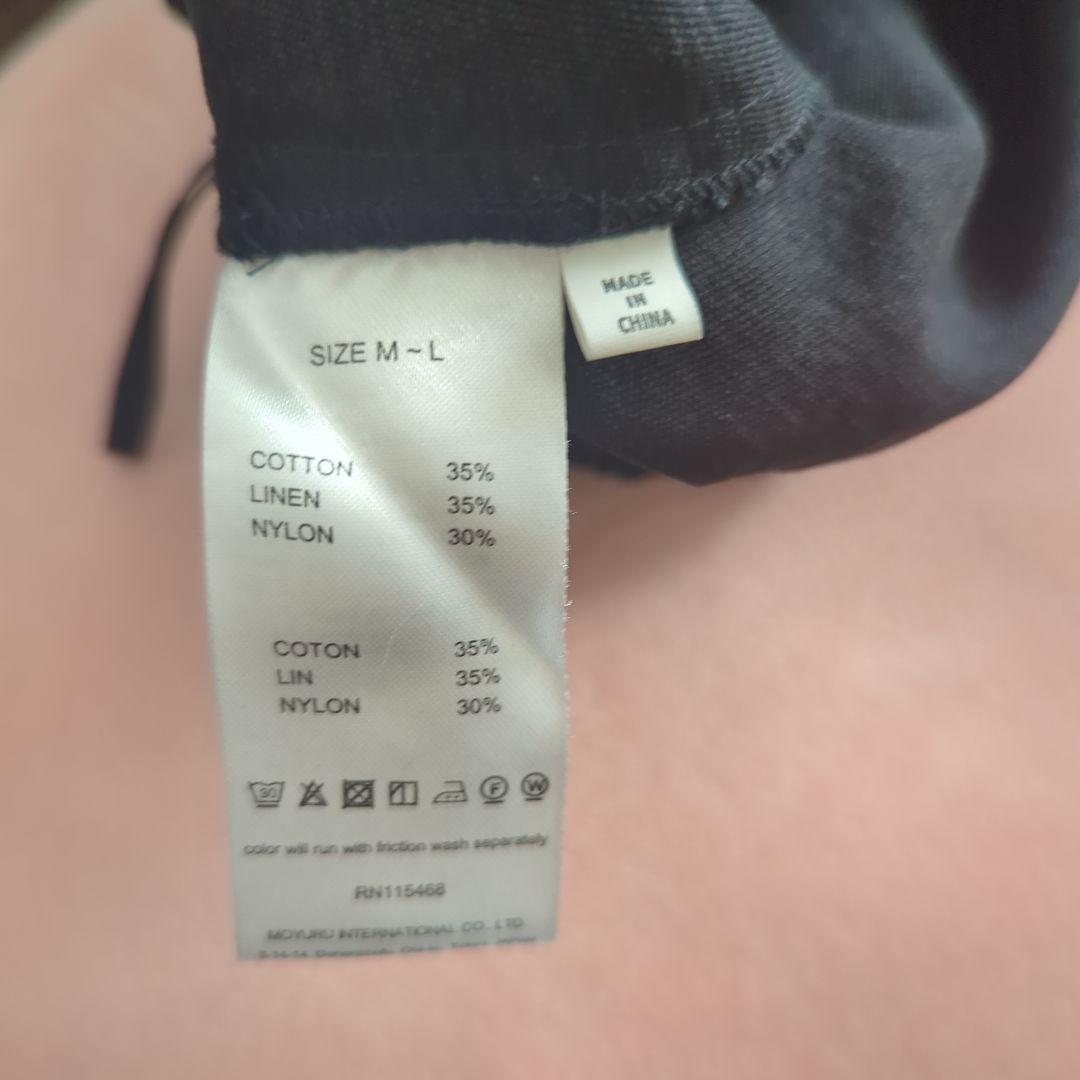 MADE
IN
CHINA
SIZE M ~ L
COTTON 35%
LINEN 35%
NYLON 30%
COTON 35%
LIN 35%
NYLON 30%
30
F
W
color will run with friction wash separately
RN115468
MOYURU INTERNATIONAL CO., LTD.